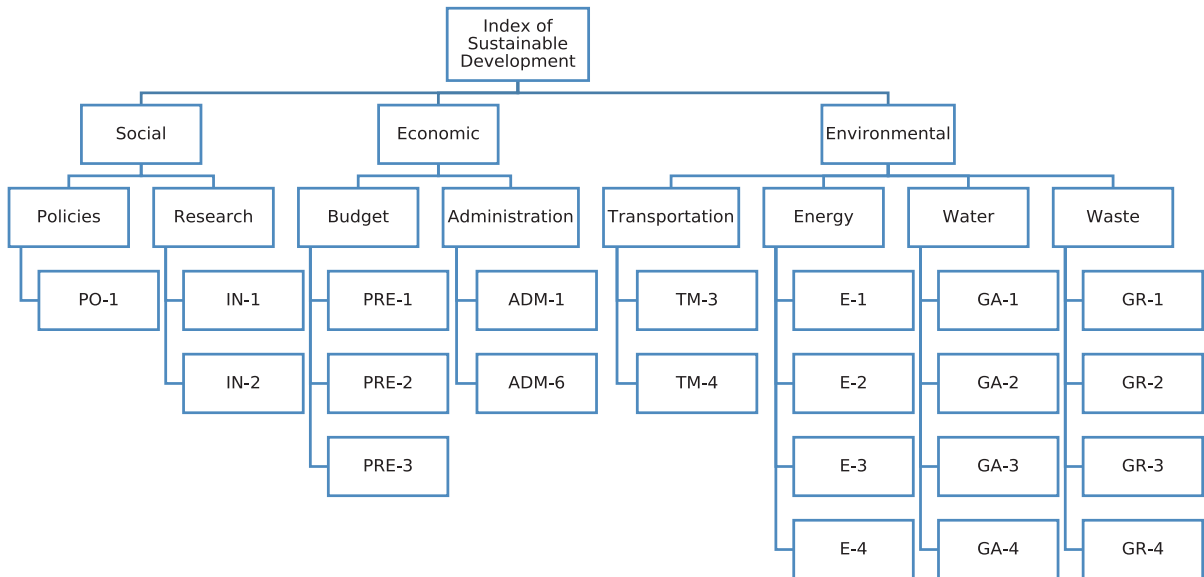 Index of
Sustainable
Development
Social
Economic
Environmental
Policies
Research
Budget
Administration
Transportation
Energy
Water
Waste
PO-1
IN-1
PRE-1
ADM-1
TM-3
E-1
GA-1
GR-1
IN-2
PRE-2
ADM-6
TM-4
E-2
GA-2
GR-2
PRE-3
E-3
GA-3
GR-3
E-4
GA-4
GR-4